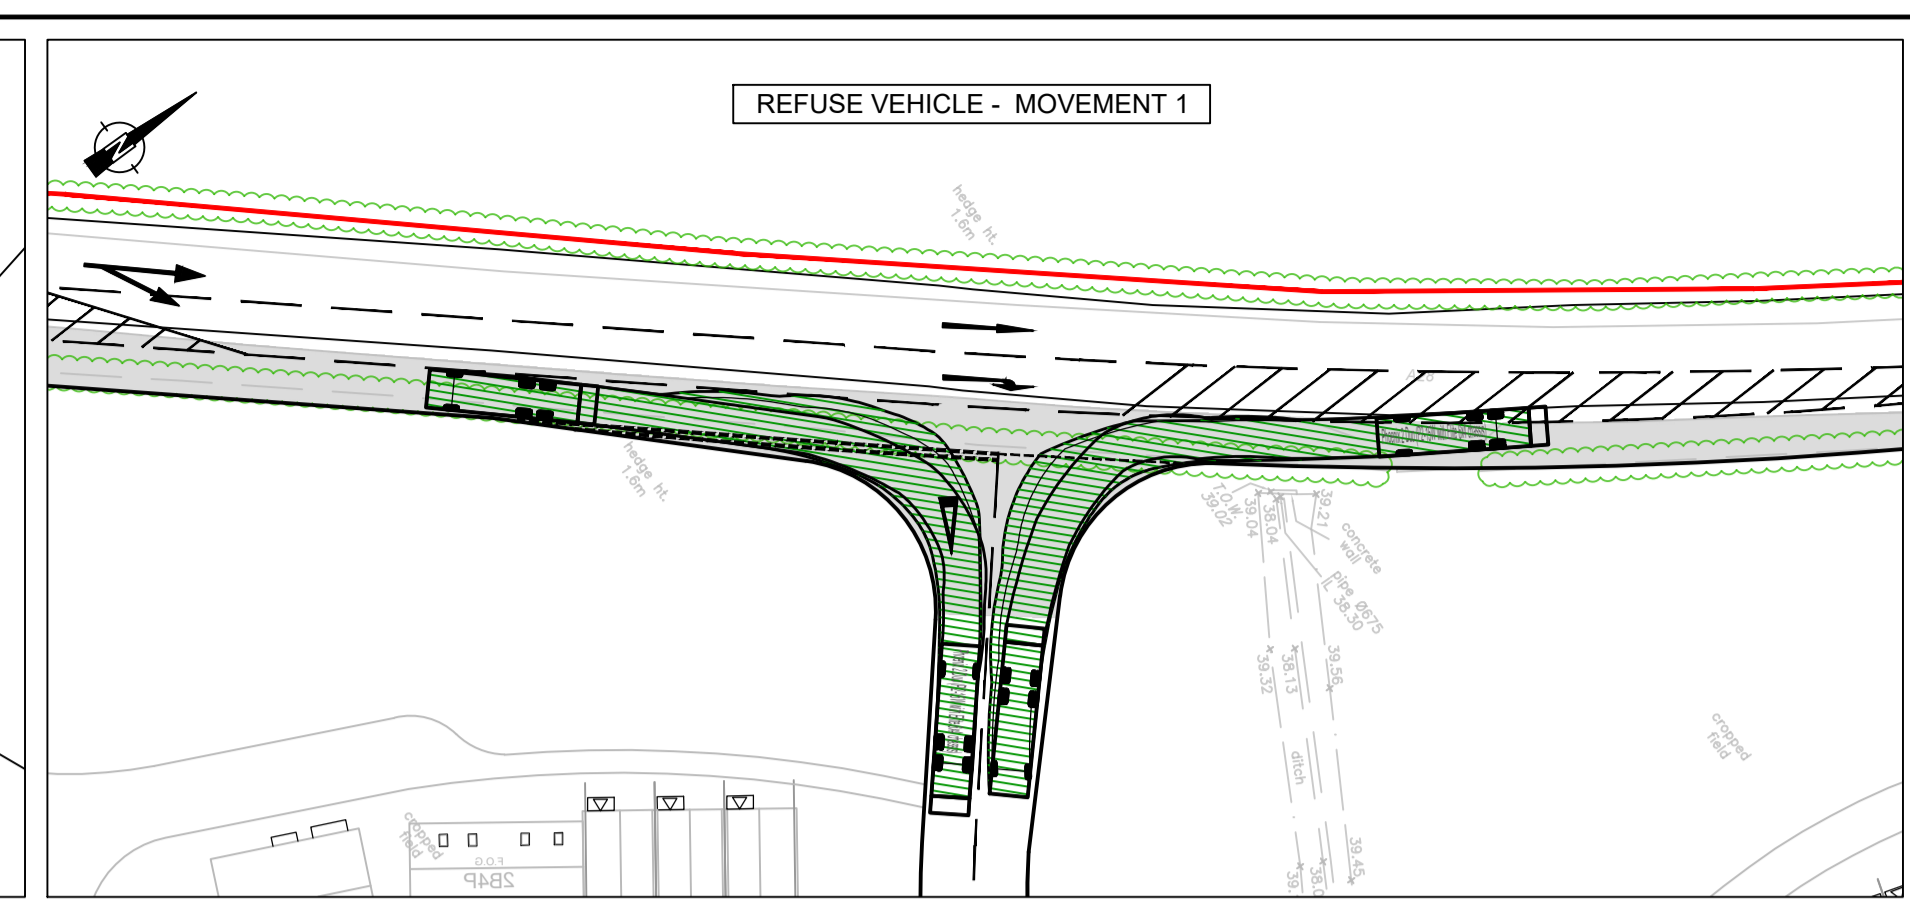 REFUSE VEHICLE - MOVEMENT 1
N
hedge ht.
1.6m
A28
hedge ht.
1.6m
T.O.W.
39.02
39.04
38.04
39.21
concrete
wall
pipe Ø675
IL 38.30
39.32
38.13
39.56
ditch
cropped
field
cropped
field
F.O.G
2B4P
39.45